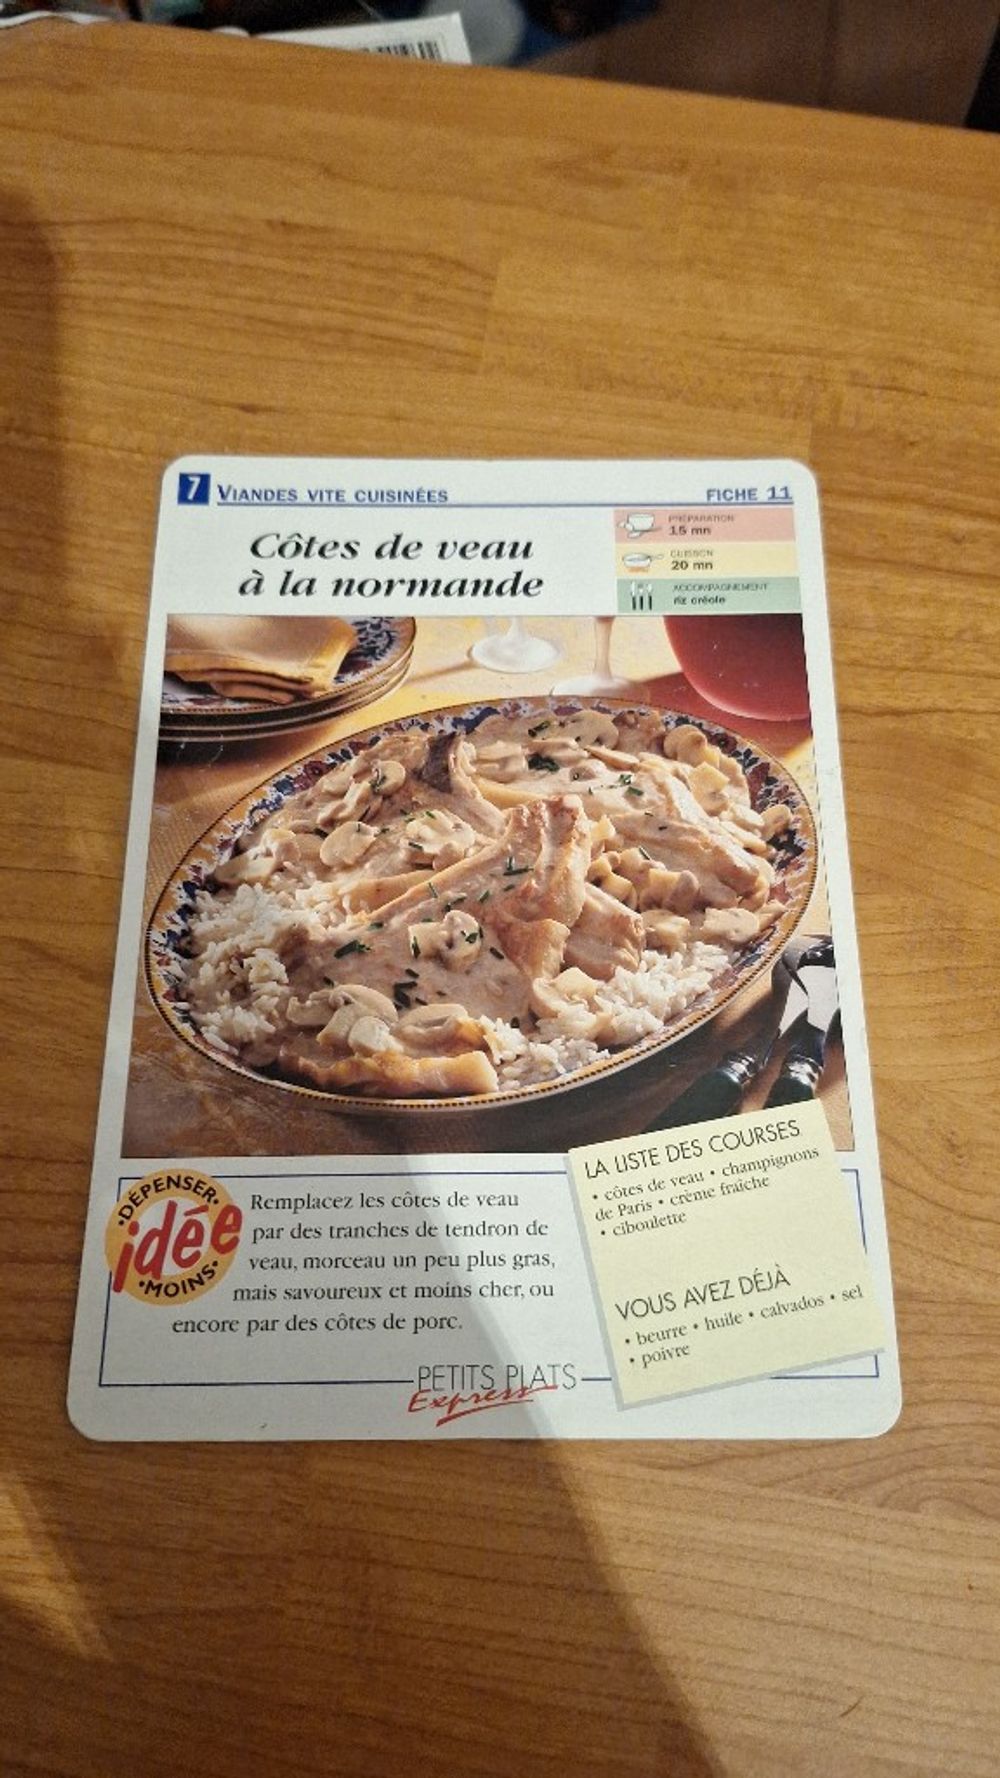 7 VIANDES VITE CUISINÉES
FICHE 11
Côtes de veau
à la normande
PRÉPARATION
15 mn
CUISSON
20 mn
ACCOMPAGNEMENT
riz créole
LA LISTE DES COURSES
• côtes de veau • champignons
de Paris • crème fraîche
• ciboulette
VOUS AVEZ DÉJÀ
• beurre • huile • calvados • sel
• poivre
•DÉPENSER•
idée
•MOINS•
Remplacez les côtes de veau
par des tranches de tendron de
veau, morceau un peu plus gras,
mais savoureux et moins cher, ou
encore par des côtes de porc.
PETITS PLATS
Express